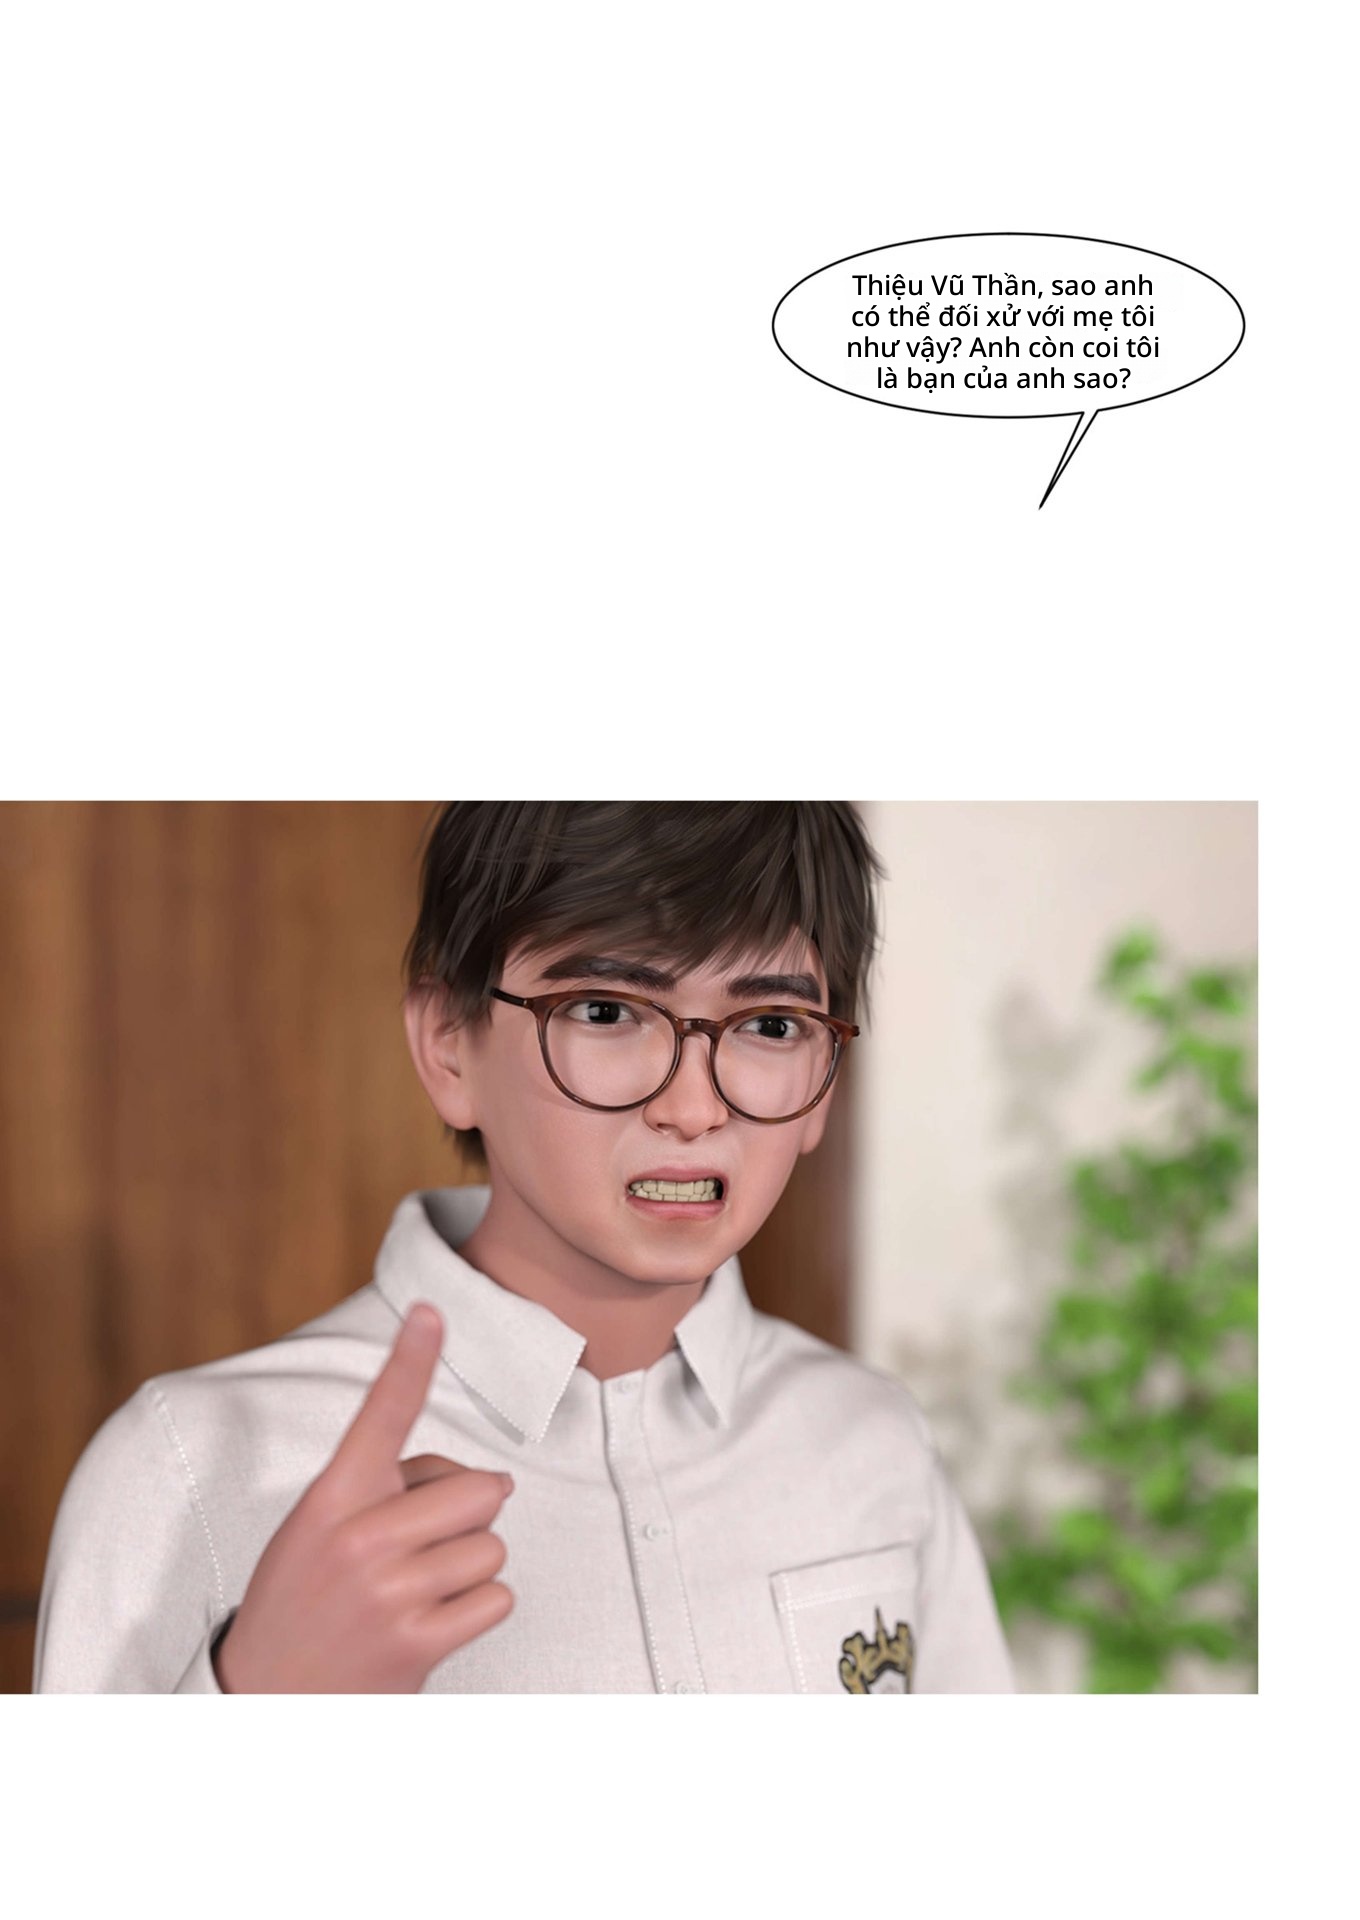 Thiệu Vũ Thần, sao anh
có thể đối xử với mẹ tôi
như vậy? Anh còn coi tôi
là bạn của anh sao?